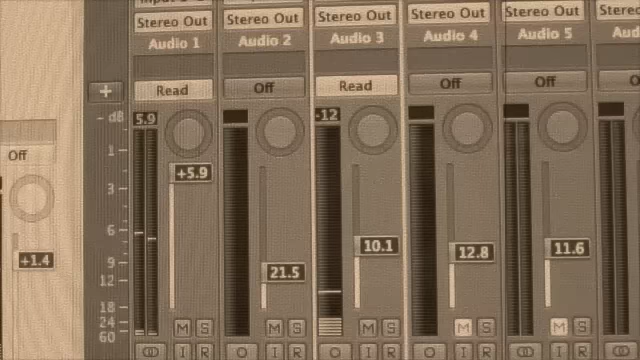 Stereo Out Stereo Out Stereo Out Stereo Out Stereo Out
Audio 1 Audio 2 Audio 3 Audio 4 Audio 5
Read Off Read Off Off
Off
+ dB 5.9 -12
+5.9
1
3
6
9
12
18
24
60
+1.4
21.5
10.1
12.8
11.6
M S M S M S M S M S
I R I R I R I R